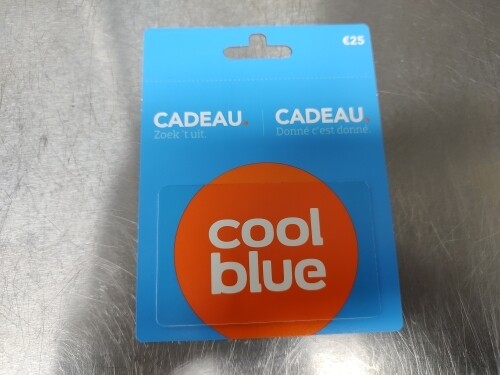 €25
CADEAU.
Zoek 't uit.
CADEAU.
Donné c'est donné.
cool
blue